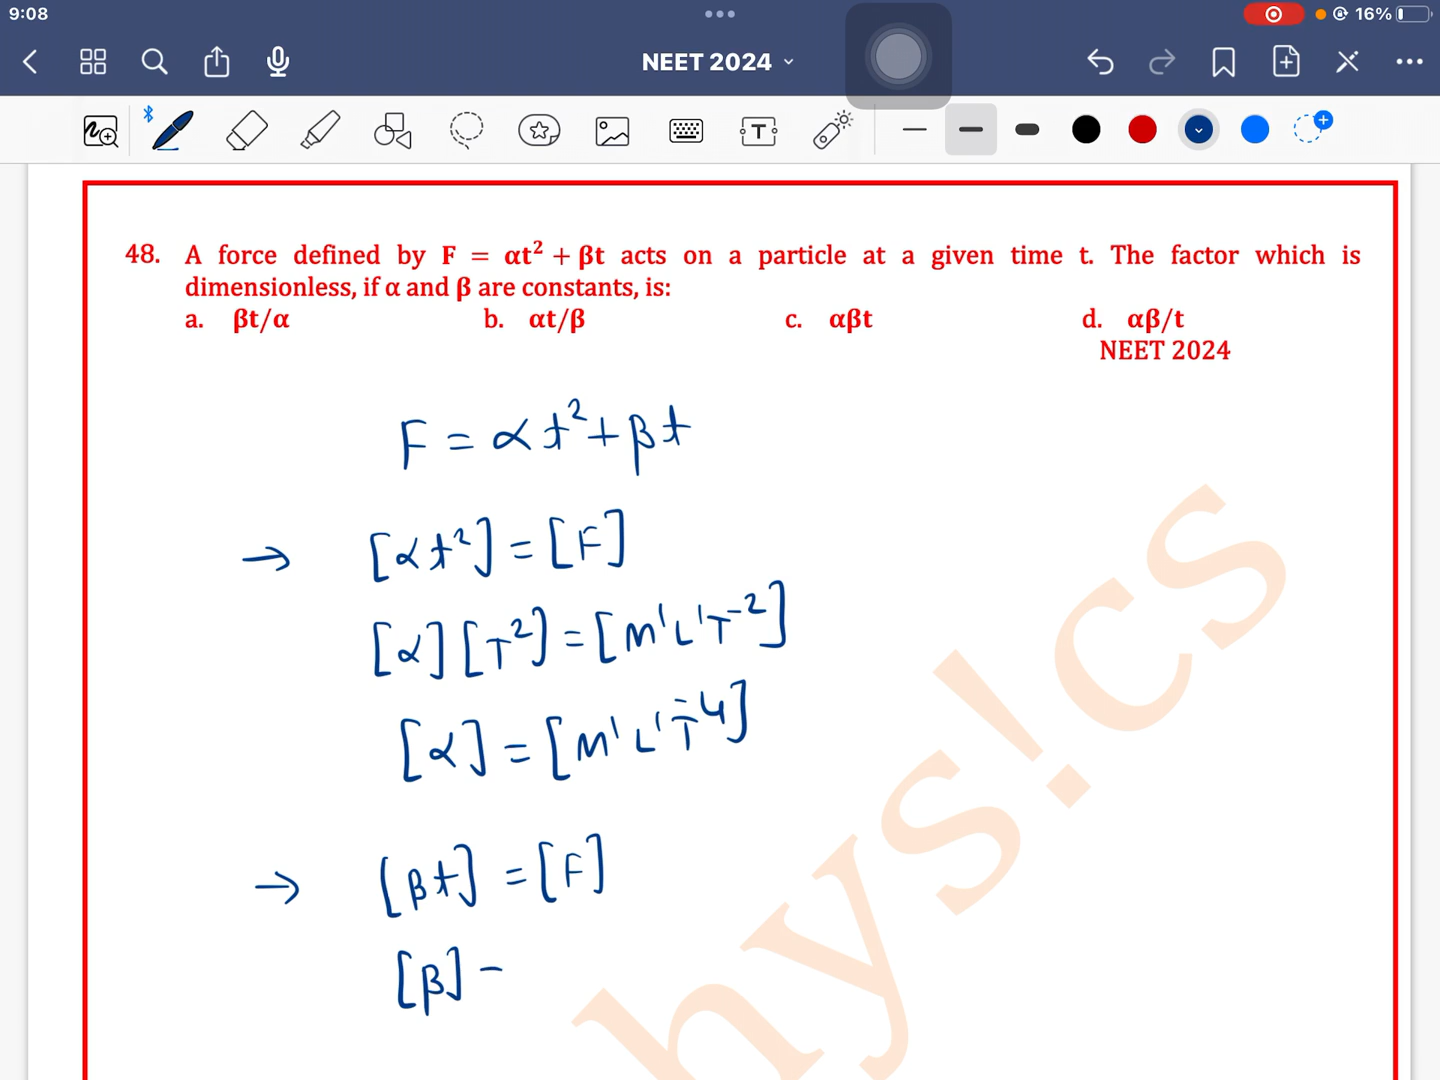 9:08
16%
NEET 2024
T
48. A force defined by F = αt² + βt acts on a particle at a given time t. The factor which is
dimensionless, if α and β are constants, is:
a. βt/α b. αt/β c. αβt d. αβ/t
NEET 2024
F = αt² + βt
→ [αt²] = [F]
[α] [T²] = [M¹L¹T⁻²]
[α] = [M¹L¹T⁻⁴]
→ [βt] = [F]
[β] -
hys!cs